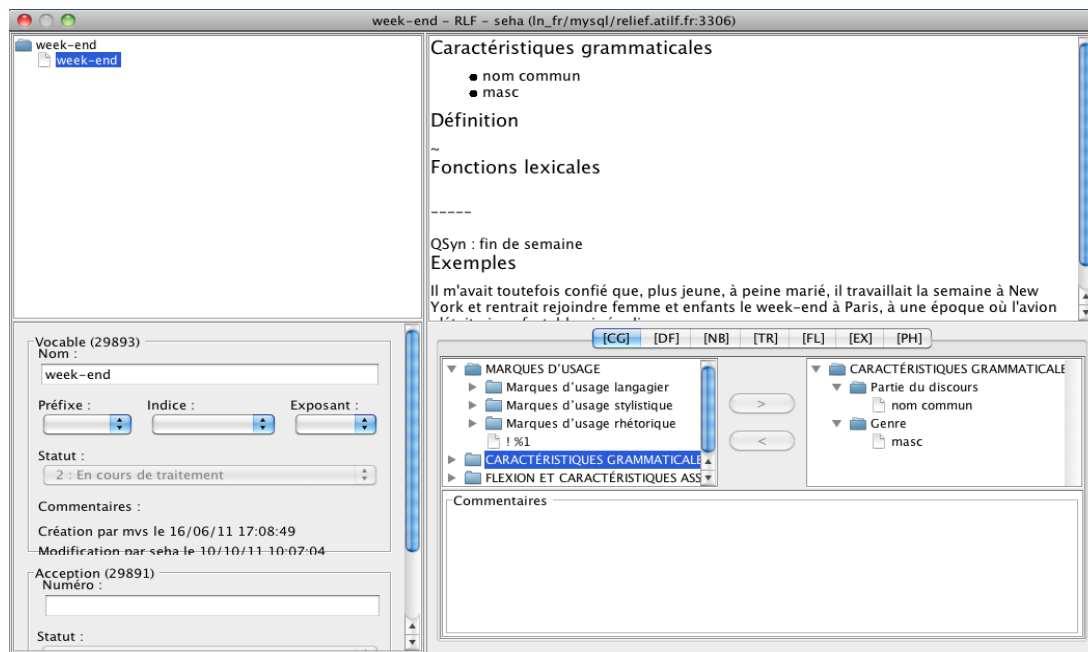 week-end – RLF – seha (ln_fr/mysql/relief.atilf.fr:3306)
week-end
week-end
Caractéristiques grammaticales
nom commun
masc
Définition
~
Fonctions lexicales
-----
QSyn : fin de semaine
Exemples
Il m'avait toutefois confié que, plus jeune, à peine marié, il travaillait la semaine à New
York et rentrait rejoindre femme et enfants le week-end à Paris, à une époque où l'avion
Vocable (29893)
Nom :
week-end
Préfixe : Indice : Exposant :
Statut :
2 : En cours de traitement
Commentaires :
Création par mvs le 16/06/11 17:08:49
Modification par seha le 10/10/11 10:07:04
Acception (29891)
Numéro :
Statut :
[CG] [DF] [NB] [TR] [FL] [EX] [PH]
MARQUES D'USAGE
Marques d'usage langagier
Marques d'usage stylistique
Marques d'usage rhétorique
! %1
CARACTÉRISTIQUES GRAMMATICALE
FLEXION ET CARACTÉRISTIQUES ASS
>
<
CARACTÉRISTIQUES GRAMMATICALE
Partie du discours
nom commun
Genre
masc
Commentaires